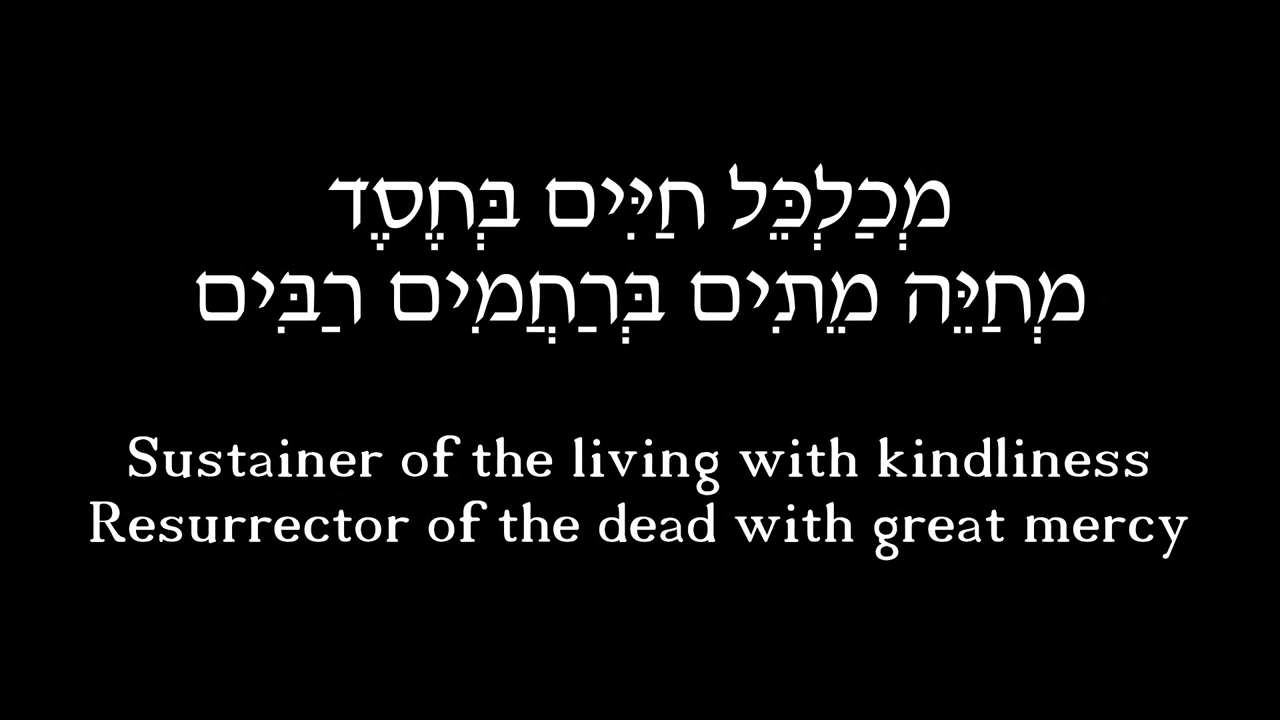 מְכַלְכֵּל חַיִּים בְּחֶסֶד
מְחַיֵּה מֵתִים בְּרַחֲמִים רַבִּים
Sustainer of the living with kindliness
Resurrector of the dead with great mercy